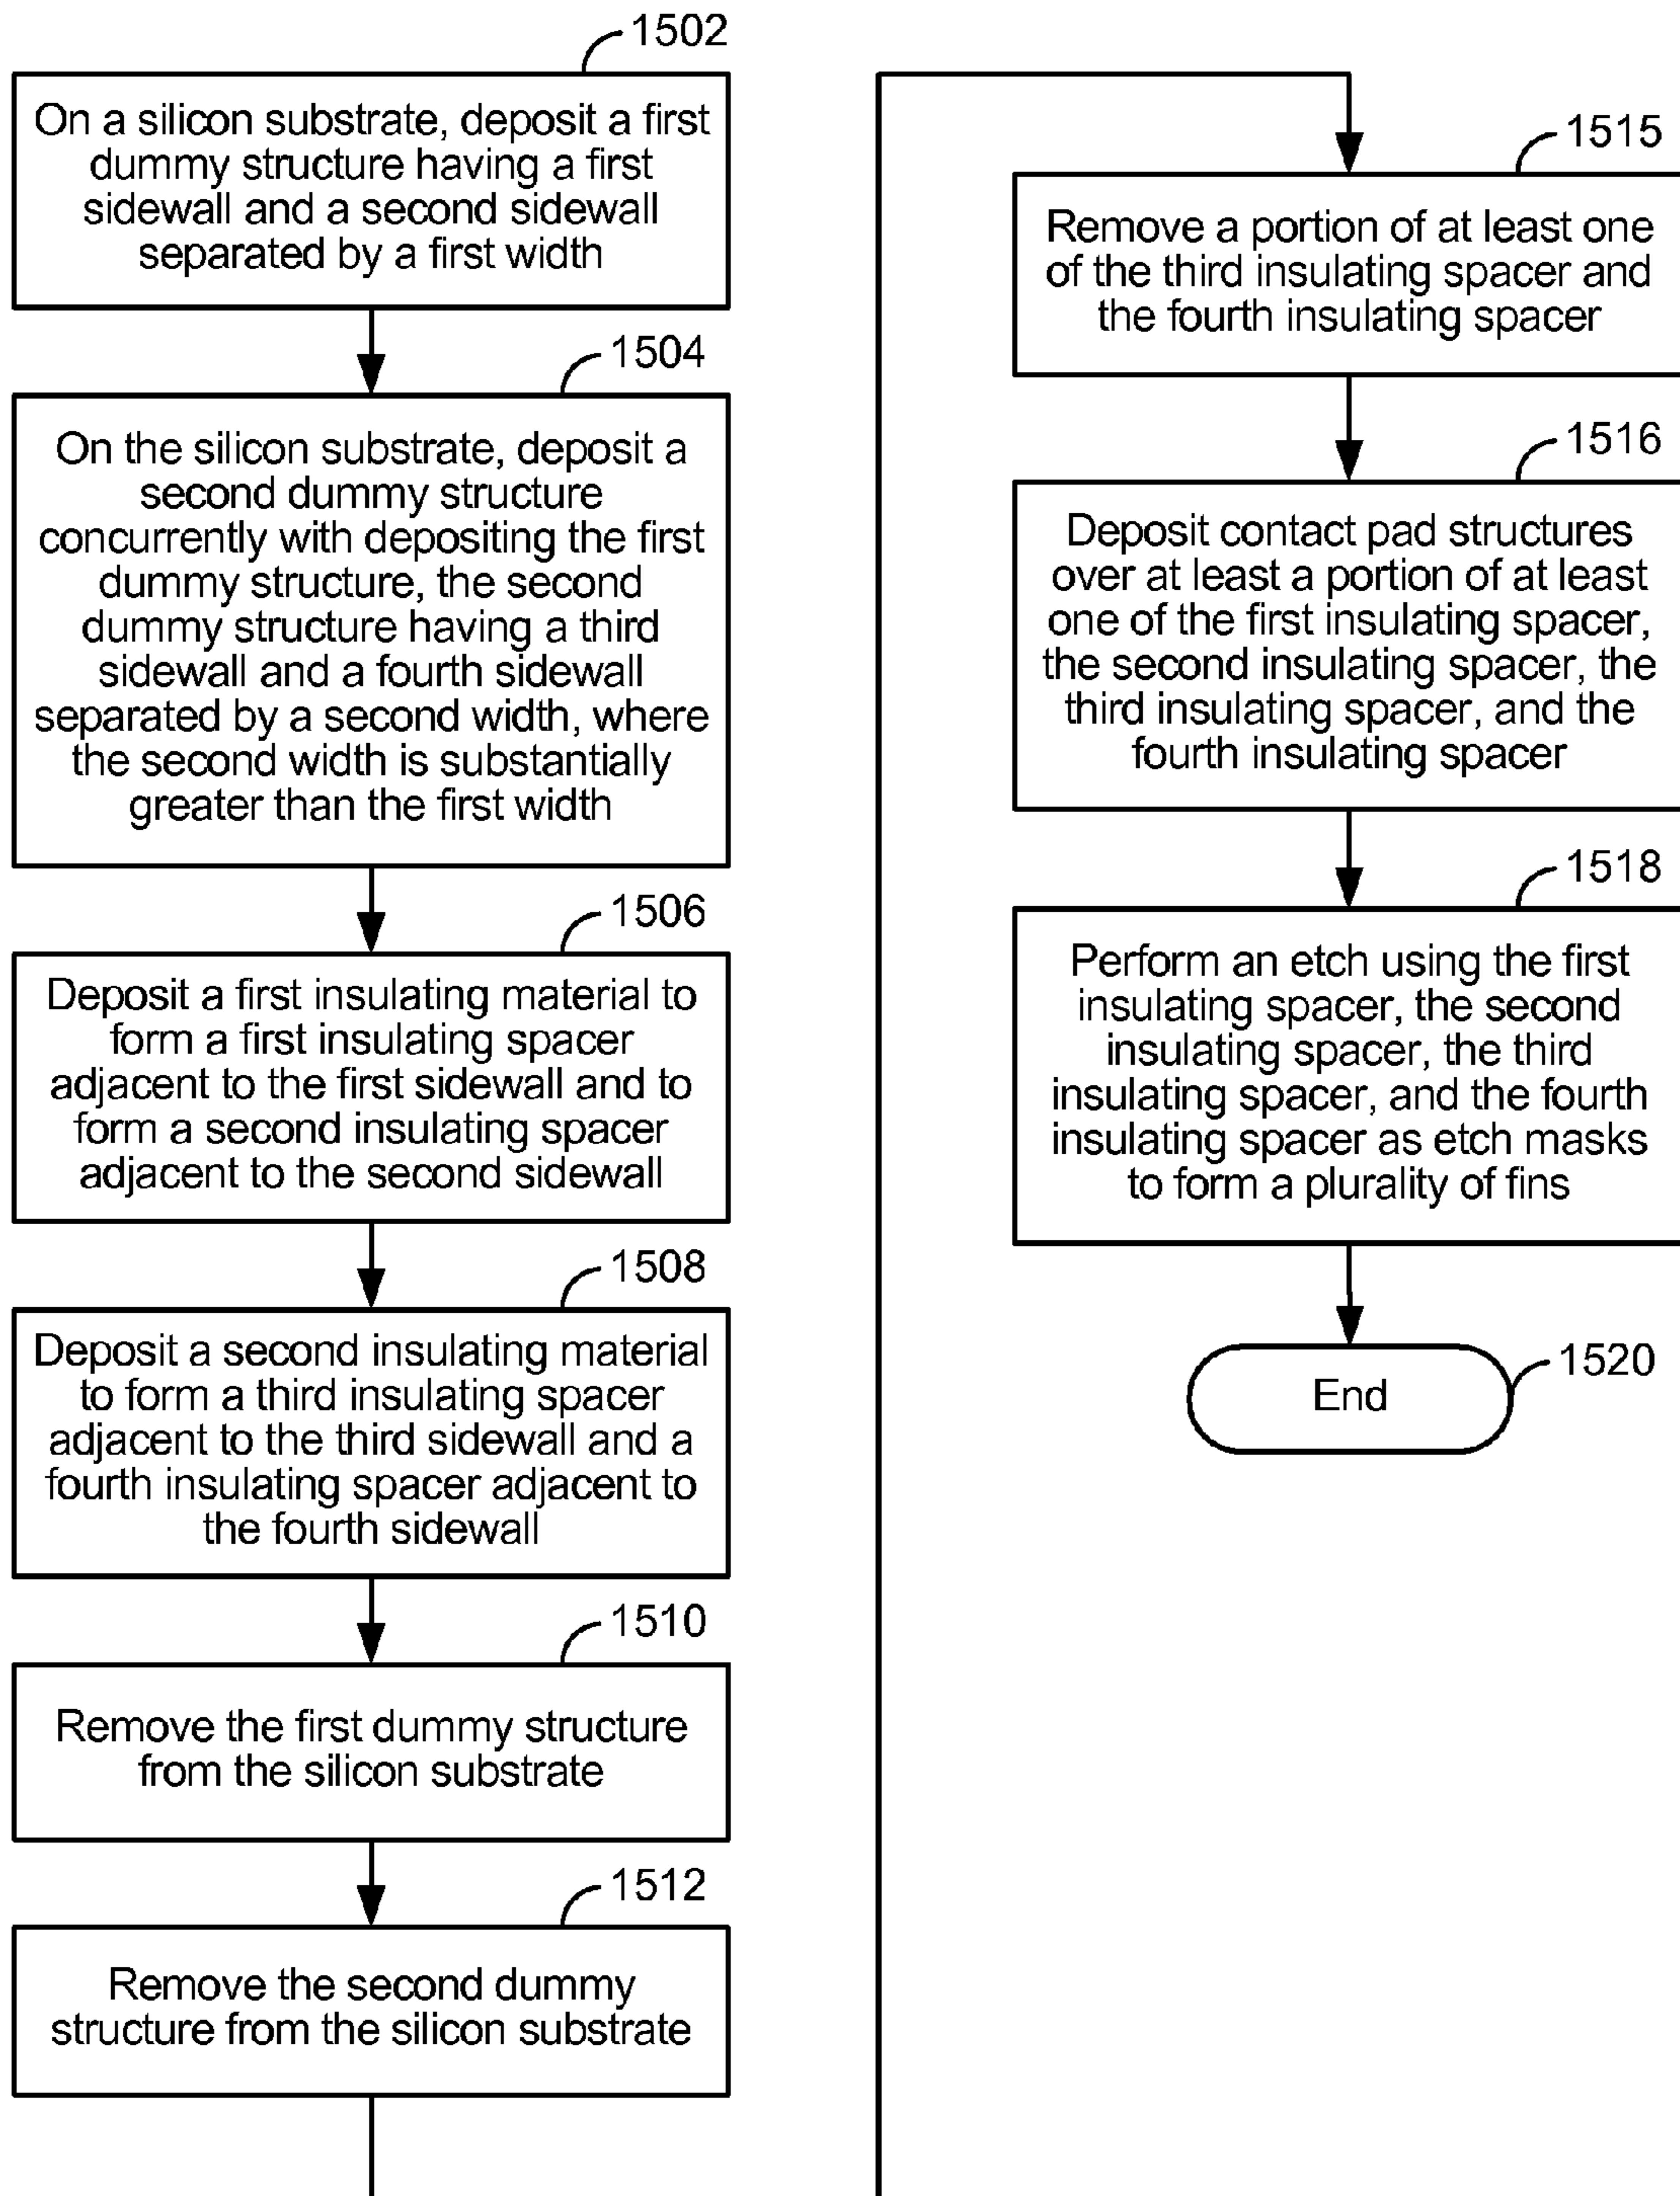 1502
On a silicon substrate, deposit a first
dummy structure having a first
sidewall and a second sidewall
separated by a first width
1504
On the silicon substrate, deposit a
second dummy structure
concurrently with depositing the first
dummy structure, the second
dummy structure having a third
sidewall and a fourth sidewall
separated by a second width, where
the second width is substantially
greater than the first width
1506
Deposit a first insulating material to
form a first insulating spacer
adjacent to the first sidewall and to
form a second insulating spacer
adjacent to the second sidewall
1508
Deposit a second insulating material
to form a third insulating spacer
adjacent to the third sidewall and a
fourth insulating spacer adjacent to
the fourth sidewall
1510
Remove the first dummy structure
from the silicon substrate
1512
Remove the second dummy
structure from the silicon substrate
1515
Remove a portion of at least one
of the third insulating spacer and
the fourth insulating spacer
1516
Deposit contact pad structures
over at least a portion of at least
one of the first insulating spacer,
the second insulating spacer, the
third insulating spacer, and the
fourth insulating spacer
1518
Perform an etch using the first
insulating spacer, the second
insulating spacer, the third
insulating spacer, and the fourth
insulating spacer as etch masks
to form a plurality of fins
1520
End